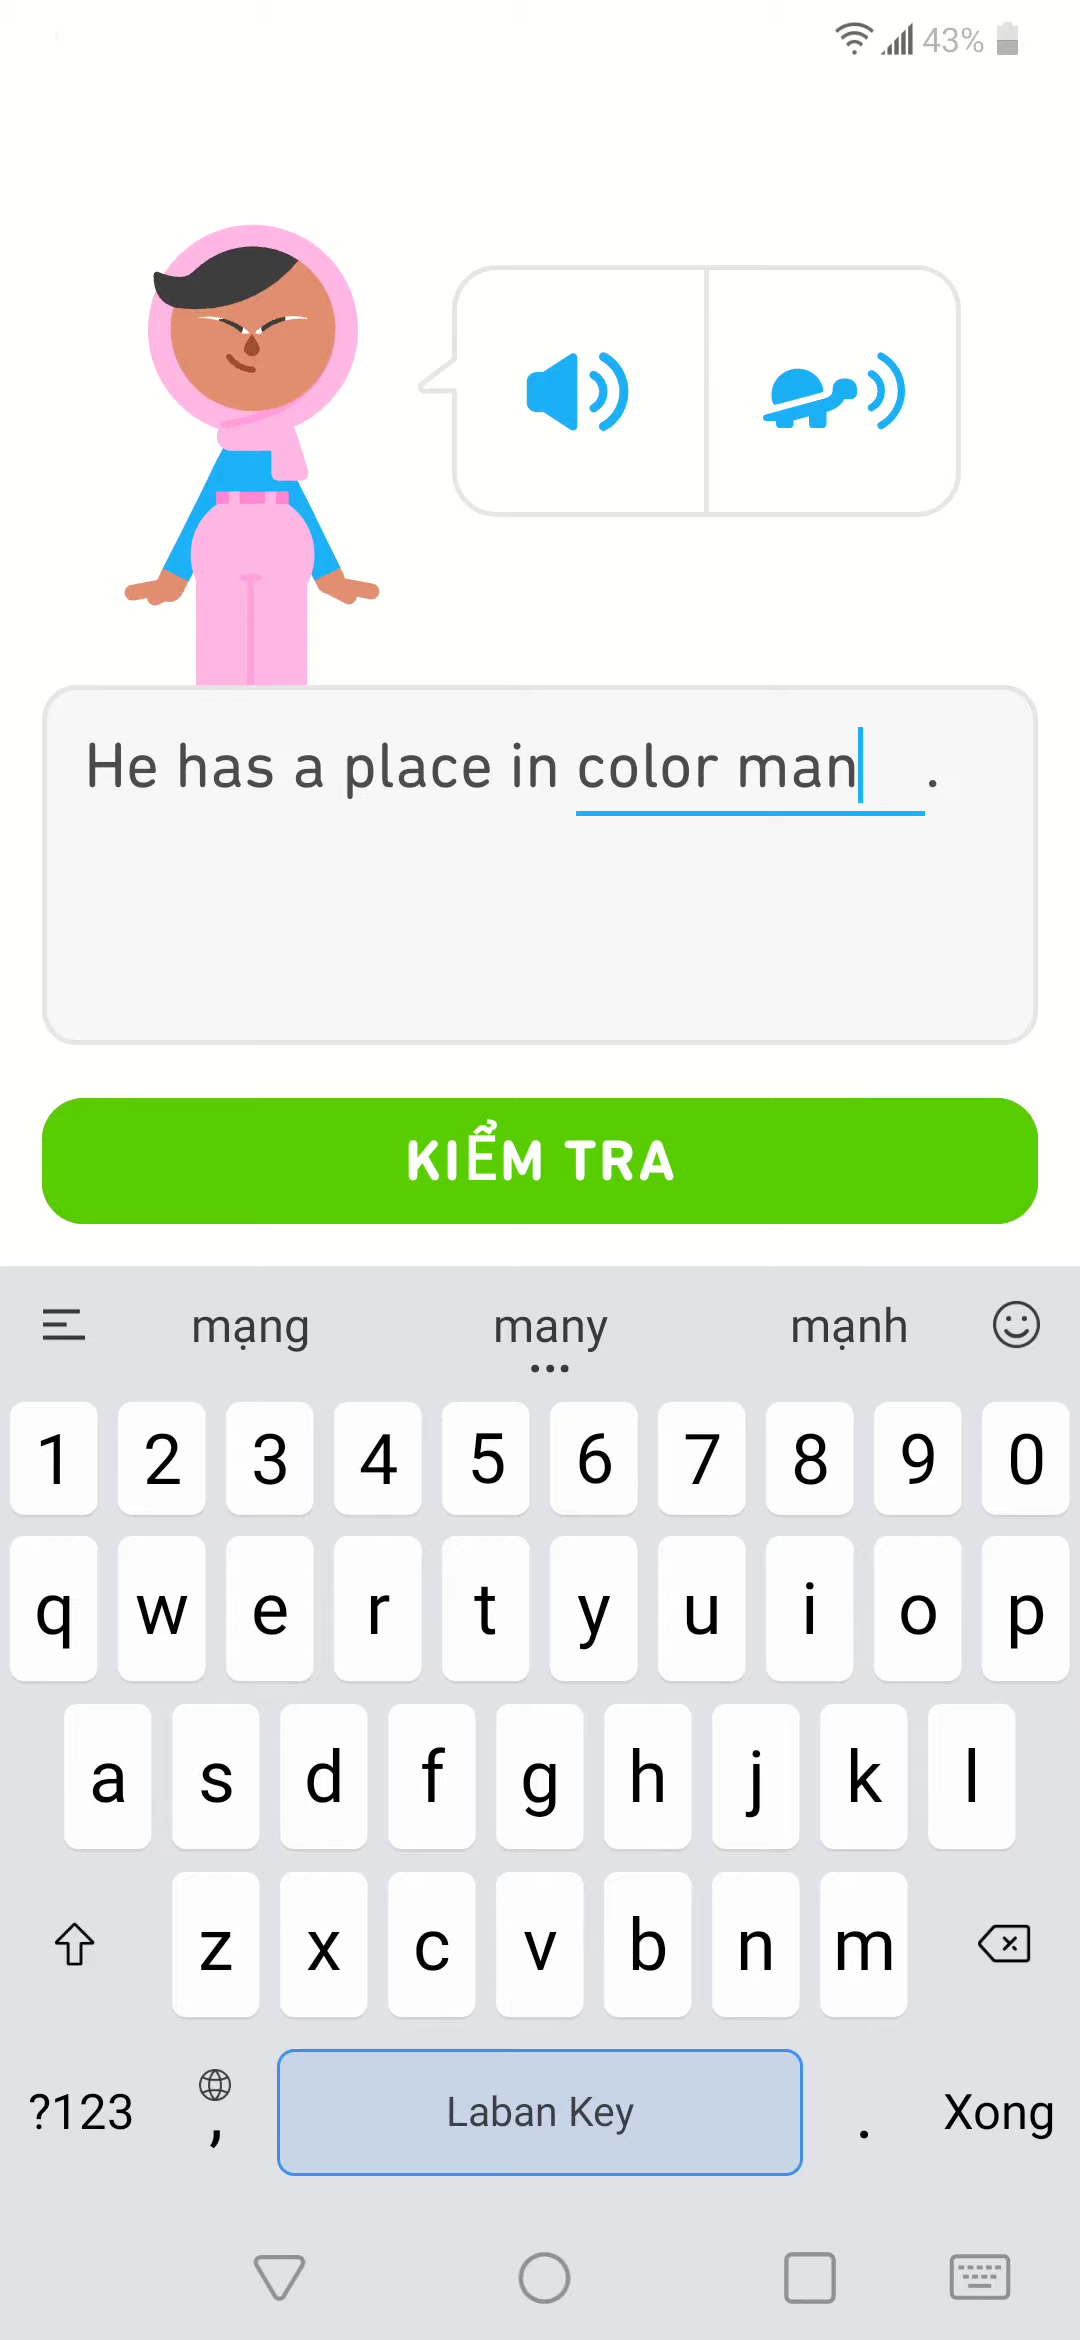 43%
He has a place in color man .
KIỂM TRA
mạng many mạnh
1 2 3 4 5 6 7 8 9 0
q w e r t y u i o p
a s d f g h j k l
z x c v b n m
?123 , Laban Key . Xong